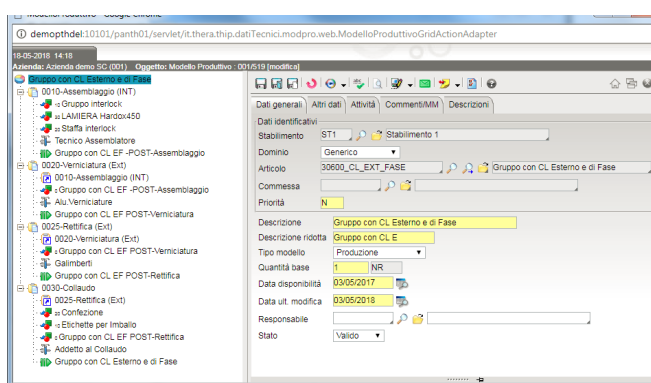 ModelloProduttivo - Google Chrome
demopthdel:10101/panth01/servlet/it.thera.thip.datiTecnici.modpro.web.ModelloProduttivoGridActionAdapter
18-05-2018 14:18
Azienda: Azienda demo SC (001) Oggetto: Modello Produttivo : 001/519 [modifica]
Gruppo con CL Esterno e di Fase
0010-Assemblaggio (INT)
Gruppo interlock
LAMIERA Hardox450
Staffa interlock
Tecnico Assemblatore
Gruppo con CL EF -POST-Assemblaggio
0020-Verniciatura (Ext)
0010-Assemblaggio (INT)
Gruppo con CL EF -POST-Assemblaggio
Alu.Verniciature
Gruppo con CL EF POST-Verniciatura
0025-Rettifica (Ext)
0020-Verniciatura (Ext)
Gruppo con CL EF POST-Verniciatura
Galimberti
Gruppo con CL EF POST-Rettifica
0030-Collaudo
0025-Rettifica (Ext)
Confezione
Etichette per Imballo
Gruppo con CL EF POST-Rettifica
Addetto al Collaudo
Gruppo con CL Esterno e di Fase
Dati generali Altri dati Attività Commenti/MM Descrizioni
Dati identificativi
Stabilimento ST1 Stabilimento 1
Dominio Generico
Articolo 30600_CL_EXT_FASE Gruppo con CL Esterno e di Fase
Commessa
Priorità N
Descrizione Gruppo con CL Esterno e di Fase
Descrizione ridotta Gruppo con CL E
Tipo modello Produzione
Quantità base 1 NR
Data disponibilità 03/05/2017
Data ult. modifica 03/05/2018
Responsabile
Stato Valido